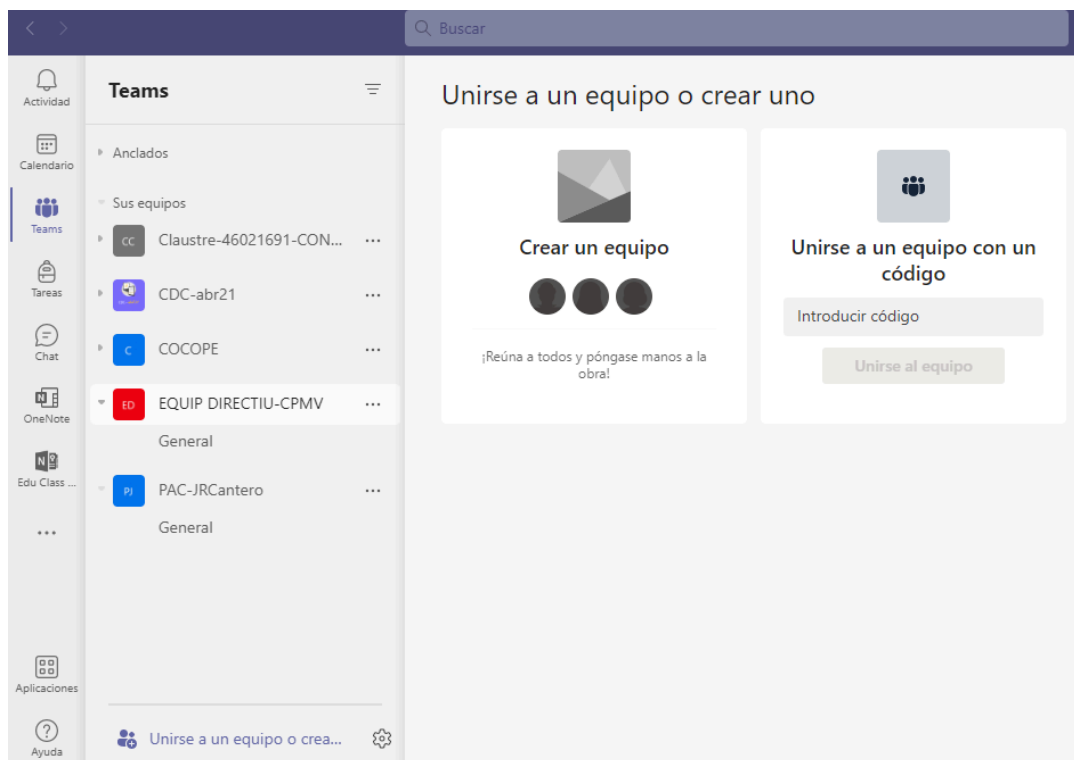 Buscar
Actividad
Calendario
Teams
Tareas
Chat
OneNote
Edu Class ...
...
Aplicaciones
Ayuda
Teams
Anclados
Sus equipos
CC Claustre-46021691-CON... ...
CDC-abr21 ...
C COCOPE ...
ED EQUIP DIRECTIU-CPMV ...
General
PJ PAC-JRCantero ...
General
Unirse a un equipo o crea...
Unirse a un equipo o crear uno
Crear un equipo
¡Reúna a todos y póngase manos a la
obra!
Unirse a un equipo con un
código
Introducir código
Unirse al equipo